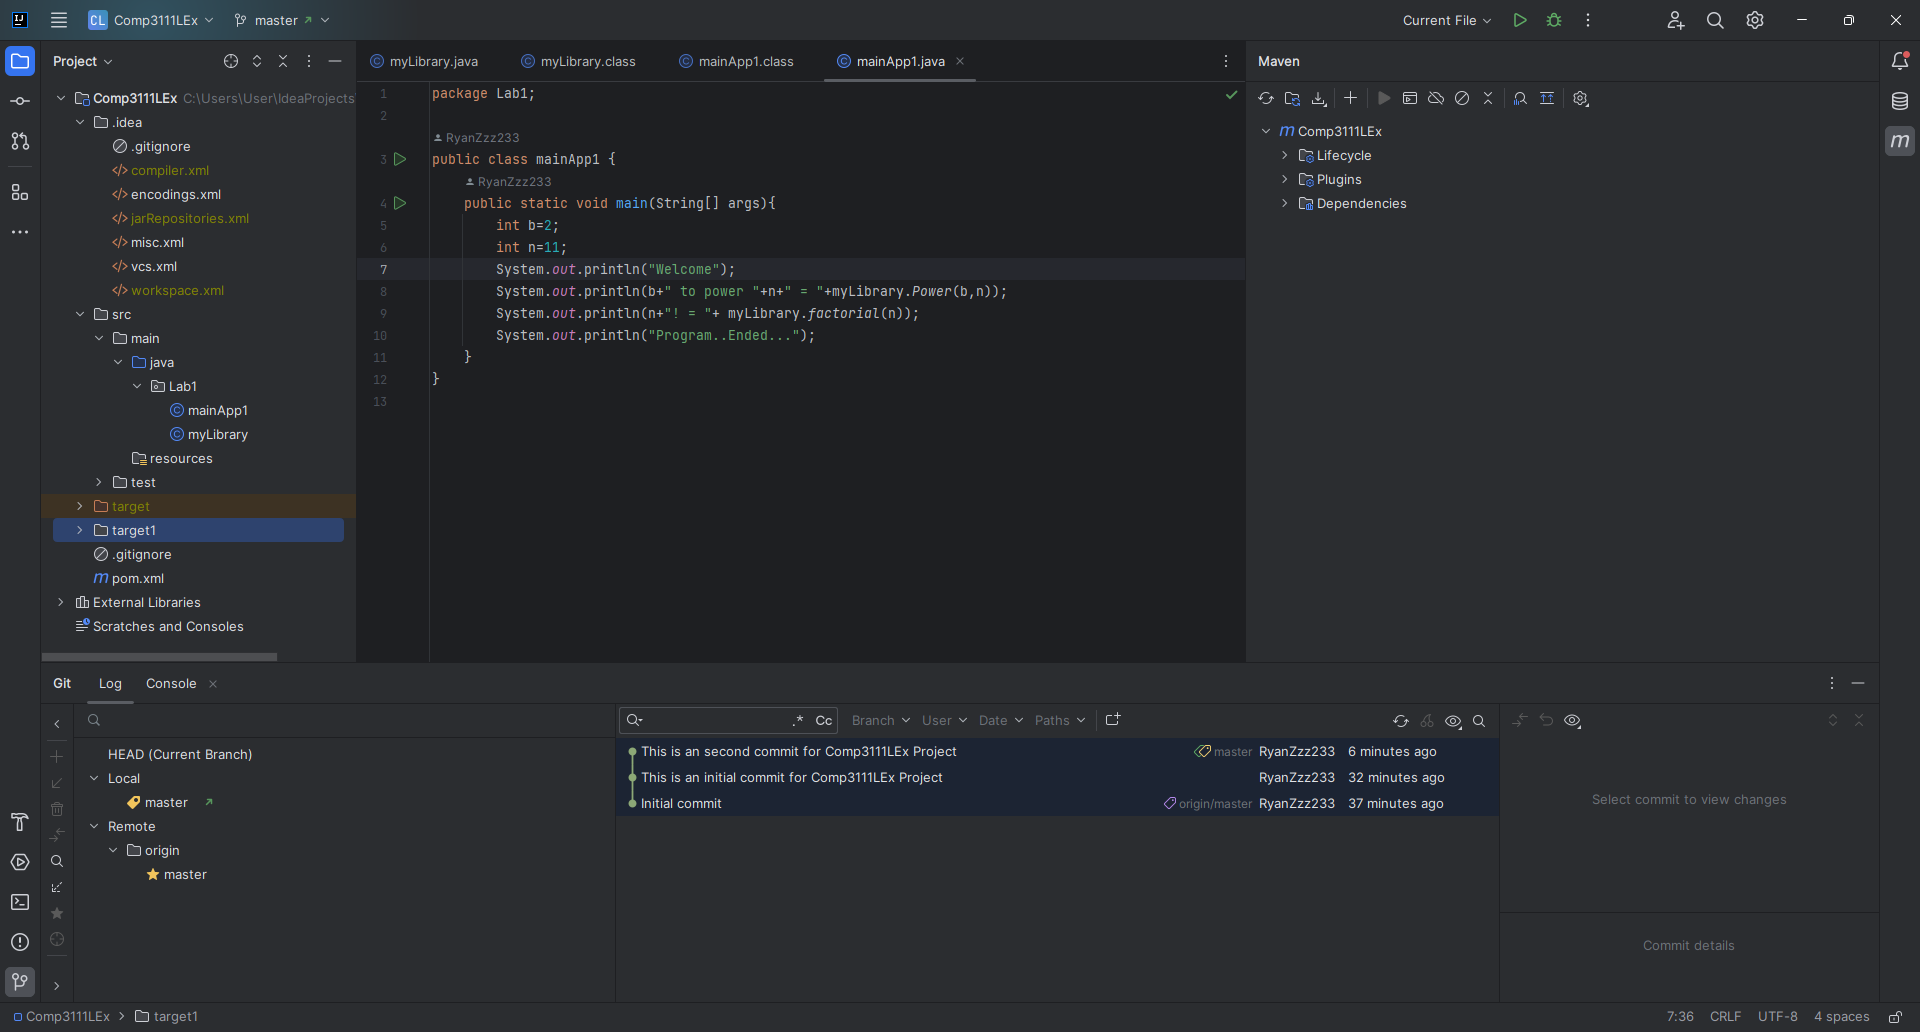 CL Comp3111LEx master Current File
Project
myLibrary.java myLibrary.class mainApp1.class mainApp1.java
Maven
Comp3111LEx C:\Users\User\IdeaProjects
.idea
.gitignore
compiler.xml
encodings.xml
jarRepositories.xml
misc.xml
vcs.xml
workspace.xml
src
main
java
Lab1
mainApp1
myLibrary
resources
test
target
target1
.gitignore
m pom.xml
External Libraries
Scratches and Consoles
1 package Lab1;
2
RyanZzz233
3 public class mainApp1 {
RyanZzz233
4 public static void main(String[] args){
5 int b=2;
6 int n=11;
7 System.out.println("Welcome");
8 System.out.println(b+" to power "+n+" = "+myLibrary.Power(b,n));
9 System.out.println(n+"! = "+ myLibrary.factorial(n));
10 System.out.println("Program..Ended...");
11 }
12 }
13
m Comp3111LEx
Lifecycle
Plugins
Dependencies
m
Git Log Console
.* Cc Branch User Date Paths
HEAD (Current Branch)
Local
master
Remote
origin
master
This is an second commit for Comp3111LEx Project master RyanZzz233 6 minutes ago
This is an initial commit for Comp3111LEx Project RyanZzz233 32 minutes ago
Initial commit origin/master RyanZzz233 37 minutes ago
Select commit to view changes
Commit details
Comp3111LEx > target1 7:36 CRLF UTF-8 4 spaces